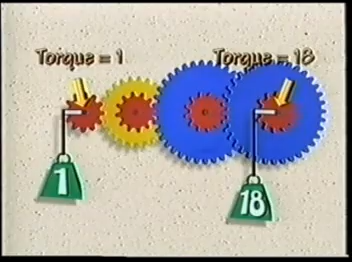 Torque = 1
Torque = 18
1
18